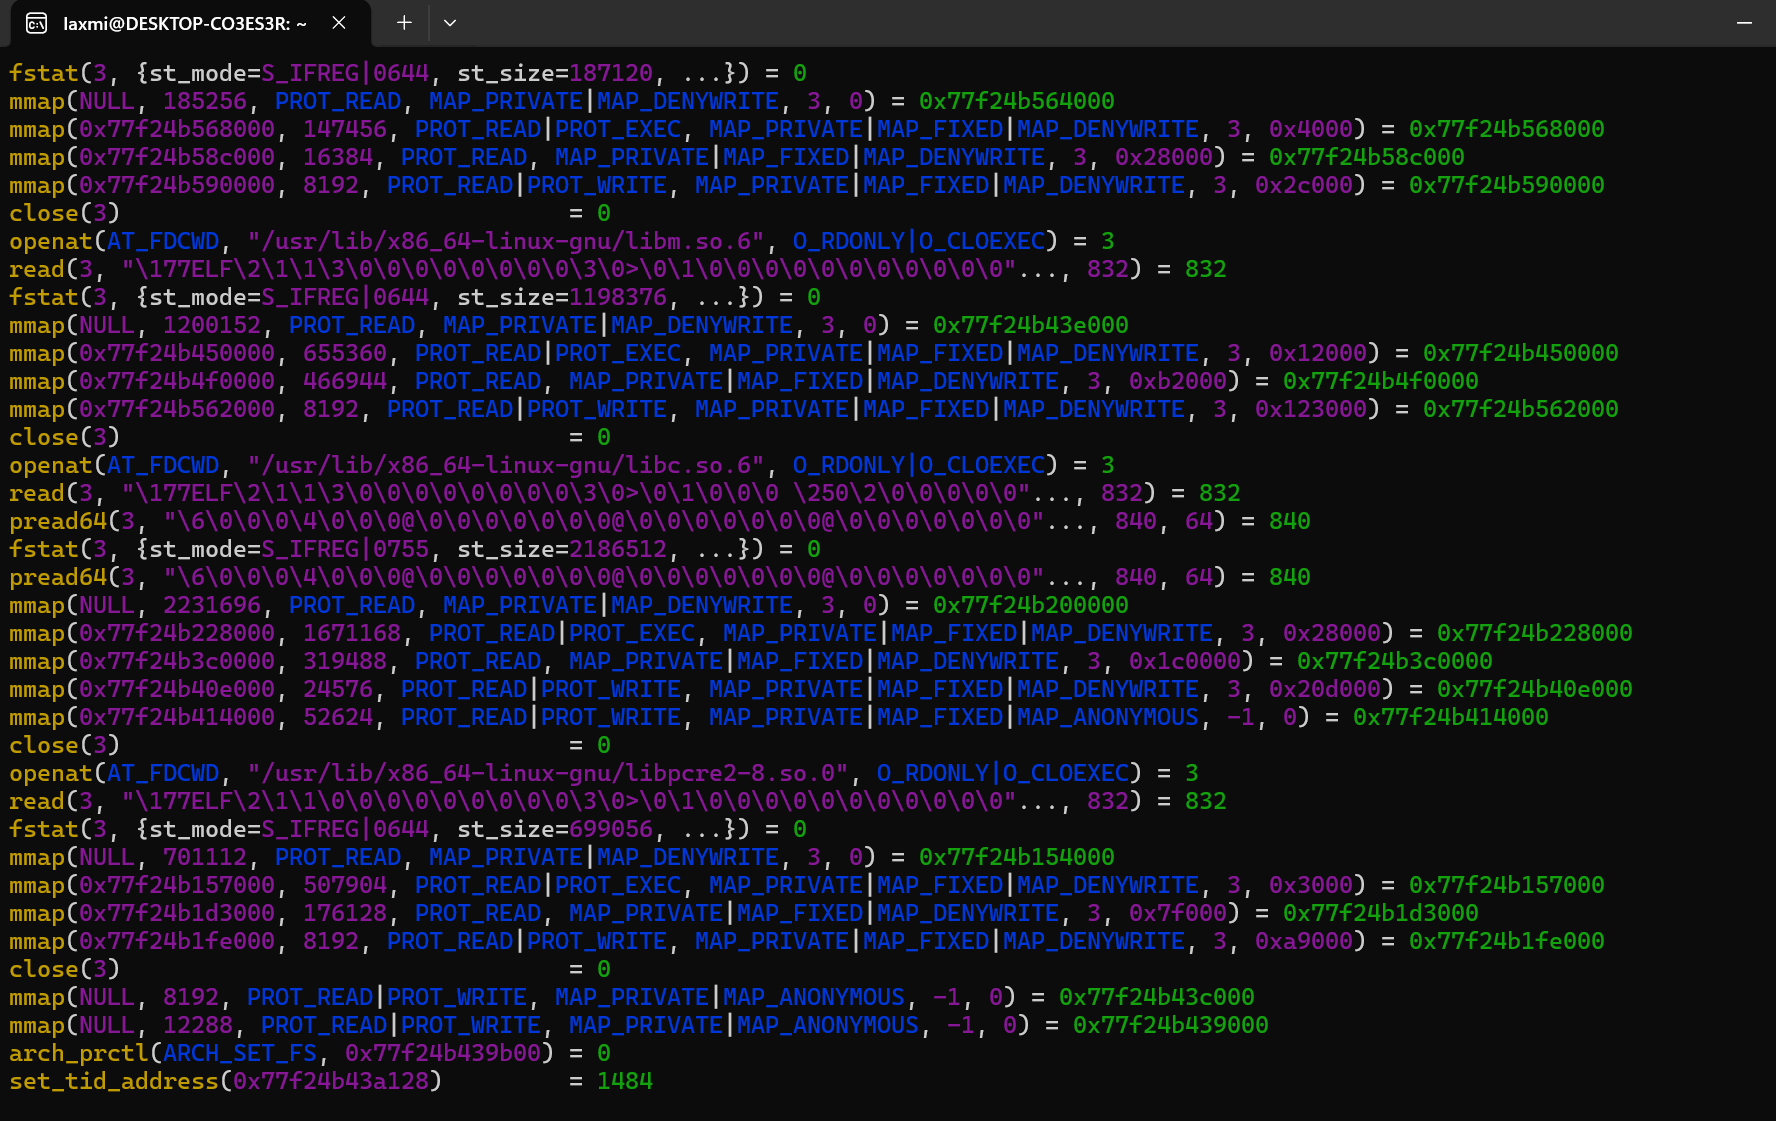 laxmi@DESKTOP-CO3ES3R: ~
fstat(3, {st_mode=S_IFREG|0644, st_size=187120, ...}) = 0
mmap(NULL, 185256, PROT_READ, MAP_PRIVATE|MAP_DENYWRITE, 3, 0) = 0x77f24b564000
mmap(0x77f24b568000, 147456, PROT_READ|PROT_EXEC, MAP_PRIVATE|MAP_FIXED|MAP_DENYWRITE, 3, 0x4000) = 0x77f24b568000
mmap(0x77f24b58c000, 16384, PROT_READ, MAP_PRIVATE|MAP_FIXED|MAP_DENYWRITE, 3, 0x28000) = 0x77f24b58c000
mmap(0x77f24b590000, 8192, PROT_READ|PROT_WRITE, MAP_PRIVATE|MAP_FIXED|MAP_DENYWRITE, 3, 0x2c000) = 0x77f24b590000
close(3)                                = 0
openat(AT_FDCWD, "/usr/lib/x86_64-linux-gnu/libm.so.6", O_RDONLY|O_CLOEXEC) = 3
read(3, "\177ELF\2\1\1\3\0\0\0\0\0\0\0\0\3\0>\0\1\0\0\0\0\0\0\0\0\0\0\0"..., 832) = 832
fstat(3, {st_mode=S_IFREG|0644, st_size=1198376, ...}) = 0
mmap(NULL, 1200152, PROT_READ, MAP_PRIVATE|MAP_DENYWRITE, 3, 0) = 0x77f24b43e000
mmap(0x77f24b450000, 655360, PROT_READ|PROT_EXEC, MAP_PRIVATE|MAP_FIXED|MAP_DENYWRITE, 3, 0x12000) = 0x77f24b450000
mmap(0x77f24b4f0000, 466944, PROT_READ, MAP_PRIVATE|MAP_FIXED|MAP_DENYWRITE, 3, 0xb2000) = 0x77f24b4f0000
mmap(0x77f24b562000, 8192, PROT_READ|PROT_WRITE, MAP_PRIVATE|MAP_FIXED|MAP_DENYWRITE, 3, 0x123000) = 0x77f24b562000
close(3)                                = 0
openat(AT_FDCWD, "/usr/lib/x86_64-linux-gnu/libc.so.6", O_RDONLY|O_CLOEXEC) = 3
read(3, "\177ELF\2\1\1\3\0\0\0\0\0\0\0\0\3\0>\0\1\0\0\0 \250\2\0\0\0\0\0"..., 832) = 832
pread64(3, "\6\0\0\0\4\0\0\0@\0\0\0\0\0\0\0@\0\0\0\0\0\0\0@\0\0\0\0\0\0\0"..., 840, 64) = 840
fstat(3, {st_mode=S_IFREG|0755, st_size=2186512, ...}) = 0
pread64(3, "\6\0\0\0\4\0\0\0@\0\0\0\0\0\0\0@\0\0\0\0\0\0\0@\0\0\0\0\0\0\0"..., 840, 64) = 840
mmap(NULL, 2231696, PROT_READ, MAP_PRIVATE|MAP_DENYWRITE, 3, 0) = 0x77f24b200000
mmap(0x77f24b228000, 1671168, PROT_READ|PROT_EXEC, MAP_PRIVATE|MAP_FIXED|MAP_DENYWRITE, 3, 0x28000) = 0x77f24b228000
mmap(0x77f24b3c0000, 319488, PROT_READ, MAP_PRIVATE|MAP_FIXED|MAP_DENYWRITE, 3, 0x1c0000) = 0x77f24b3c0000
mmap(0x77f24b40e000, 24576, PROT_READ|PROT_WRITE, MAP_PRIVATE|MAP_FIXED|MAP_DENYWRITE, 3, 0x20d000) = 0x77f24b40e000
mmap(0x77f24b414000, 52624, PROT_READ|PROT_WRITE, MAP_PRIVATE|MAP_FIXED|MAP_ANONYMOUS, -1, 0) = 0x77f24b414000
close(3)                                = 0
openat(AT_FDCWD, "/usr/lib/x86_64-linux-gnu/libpcre2-8.so.0", O_RDONLY|O_CLOEXEC) = 3
read(3, "\177ELF\2\1\1\0\0\0\0\0\0\0\0\0\3\0>\0\1\0\0\0\0\0\0\0\0\0\0\0"..., 832) = 832
fstat(3, {st_mode=S_IFREG|0644, st_size=699056, ...}) = 0
mmap(NULL, 701112, PROT_READ, MAP_PRIVATE|MAP_DENYWRITE, 3, 0) = 0x77f24b154000
mmap(0x77f24b157000, 507904, PROT_READ|PROT_EXEC, MAP_PRIVATE|MAP_FIXED|MAP_DENYWRITE, 3, 0x3000) = 0x77f24b157000
mmap(0x77f24b1d3000, 176128, PROT_READ, MAP_PRIVATE|MAP_FIXED|MAP_DENYWRITE, 3, 0x7f000) = 0x77f24b1d3000
mmap(0x77f24b1fe000, 8192, PROT_READ|PROT_WRITE, MAP_PRIVATE|MAP_FIXED|MAP_DENYWRITE, 3, 0xa9000) = 0x77f24b1fe000
close(3)                                = 0
mmap(NULL, 8192, PROT_READ|PROT_WRITE, MAP_PRIVATE|MAP_ANONYMOUS, -1, 0) = 0x77f24b43c000
mmap(NULL, 12288, PROT_READ|PROT_WRITE, MAP_PRIVATE|MAP_ANONYMOUS, -1, 0) = 0x77f24b439000
arch_prctl(ARCH_SET_FS, 0x77f24b439b00) = 0
set_tid_address(0x77f24b43a128)         = 1484